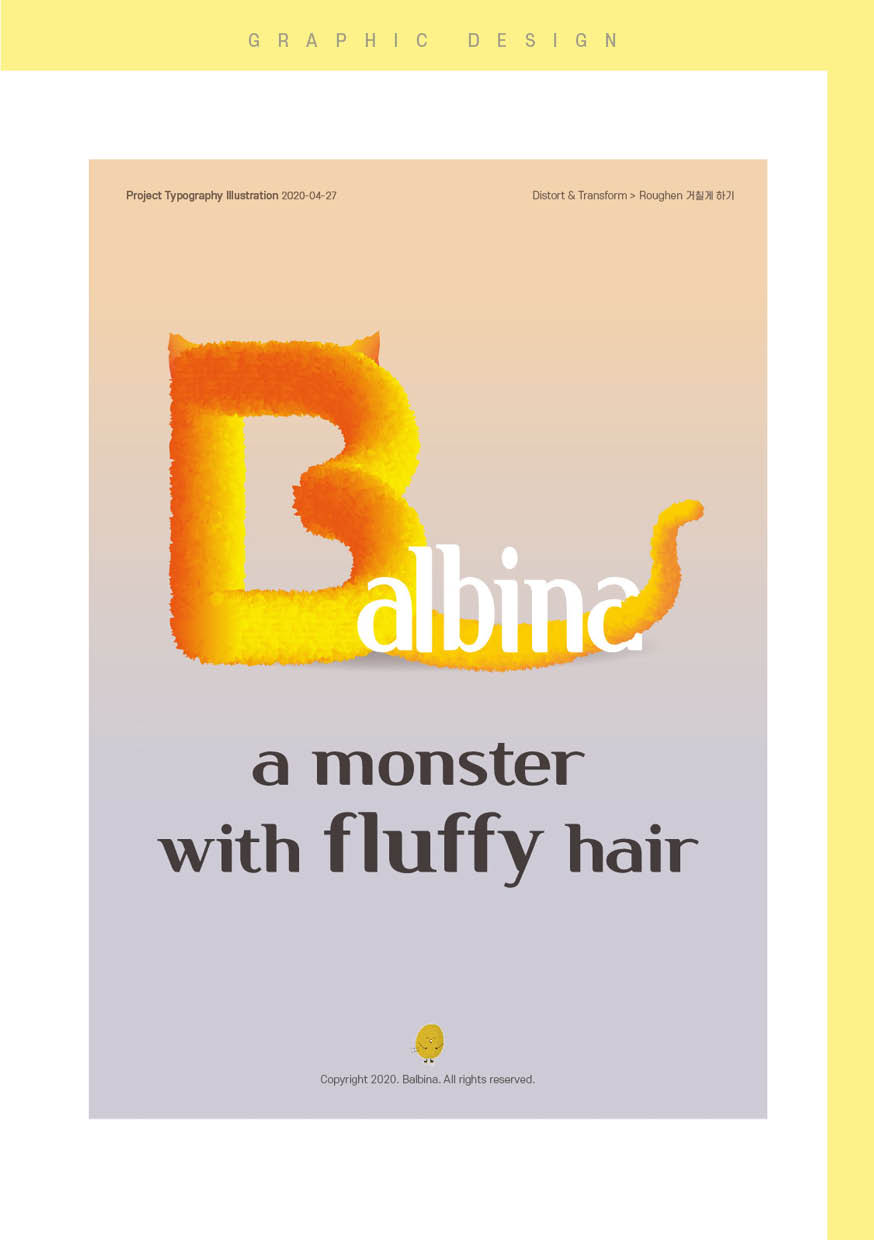 GRAPHIC DESIGN
Project Typography Illustration 2020-04-27
Distort & Transform > Roughen 거칠게 하기
Balbina
a monster
with fluffy hair
Copyright 2020. Balbina. All rights reserved.